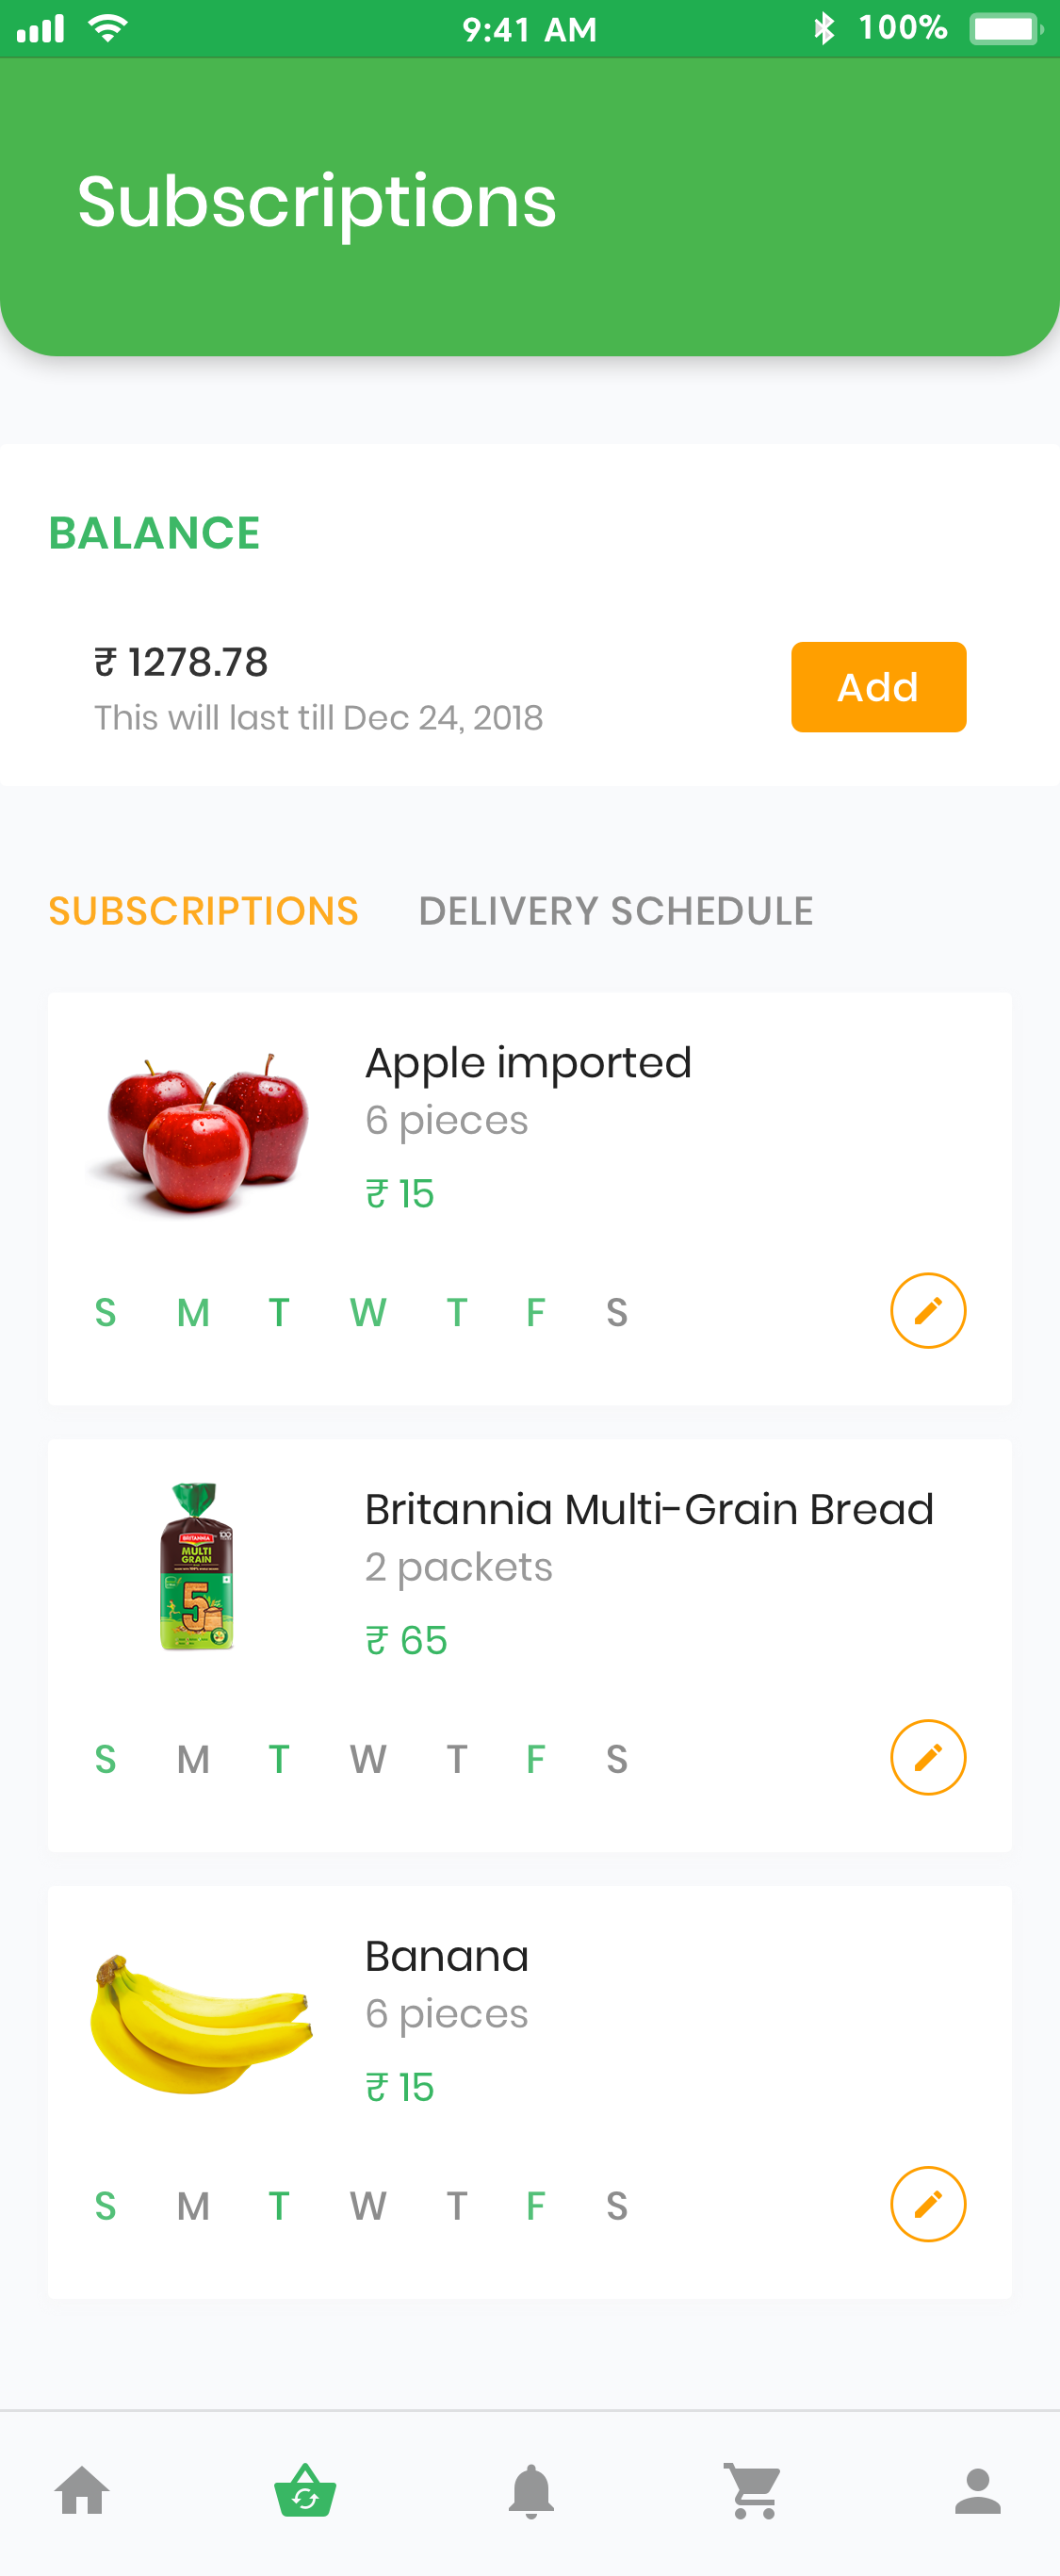 9:41 AM 100%
Subscriptions
BALANCE
₹ 1278.78
This will last till Dec 24, 2018
Add
SUBSCRIPTIONS DELIVERY SCHEDULE
Apple imported
6 pieces
₹ 15
S M T W T F S
Britannia Multi-Grain Bread
2 packets
₹ 65
BRITANNIA
MULTI
GRAIN
5
S M T W T F S
Banana
6 pieces
₹ 15
S M T W T F S